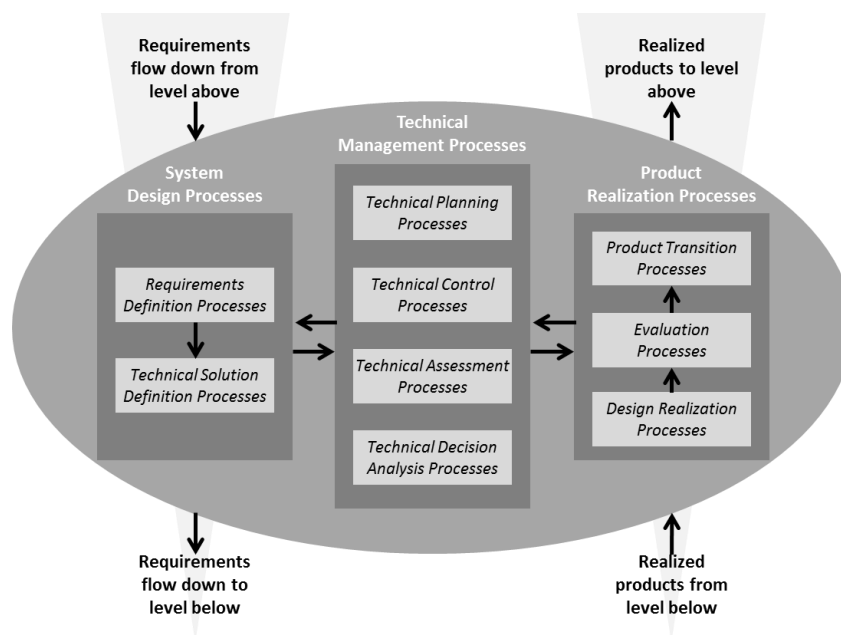 Requirements
flow down from
level above
Realized
products to level
above
Technical
Management Processes
System
Design Processes
Product
Realization Processes
Requirements
Definition Processes
Technical Solution
Definition Processes
Technical Planning
Processes
Technical Control
Processes
Technical Assessment
Processes
Technical Decision
Analysis Processes
Product Transition
Processes
Evaluation
Processes
Design Realization
Processes
Requirements
flow down to
level below
Realized
products from
level below